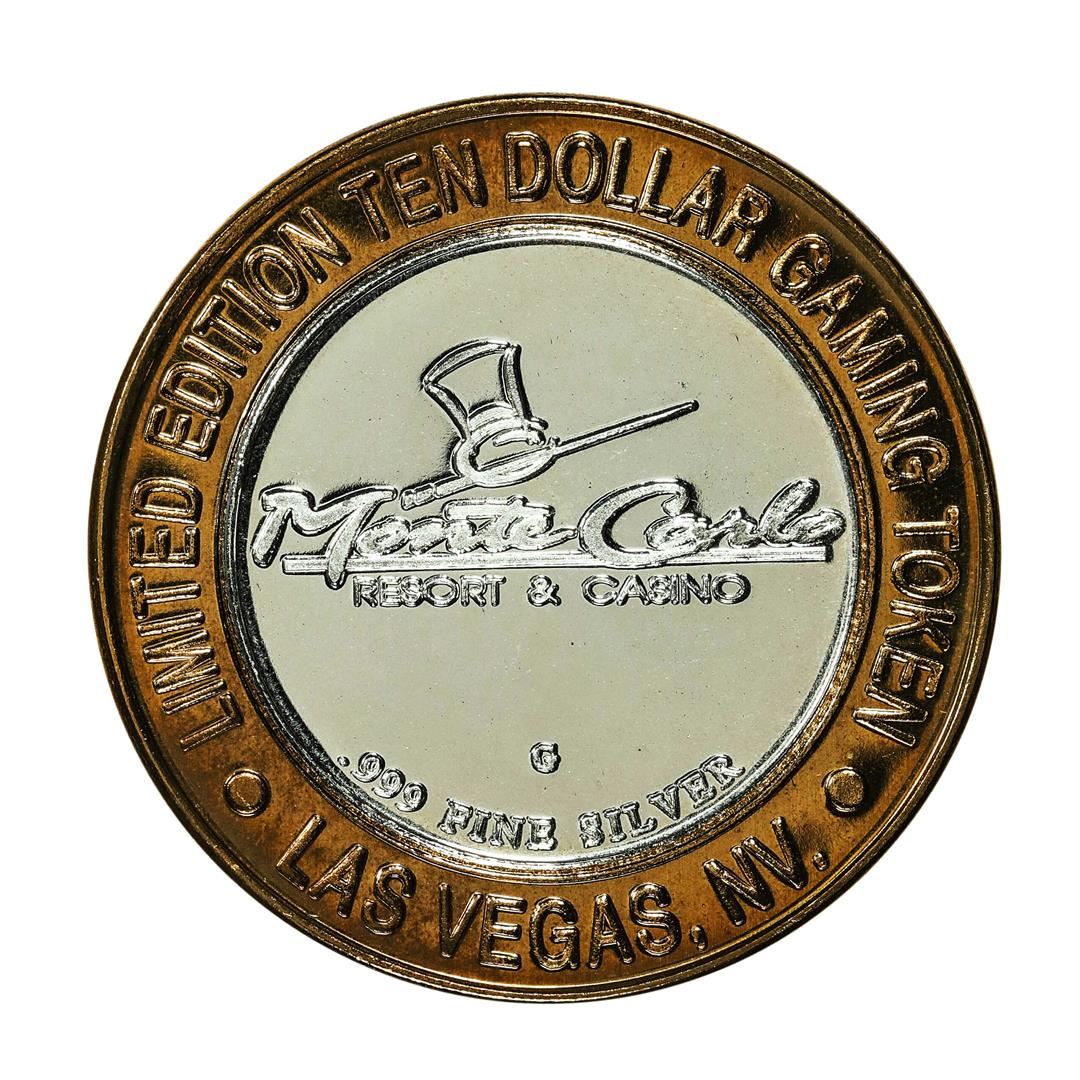 LIMITED EDITION TEN DOLLAR GAMING TOKEN
Monte Carlo
RESORT & CASINO
G
.999 FINE SILVER
LAS VEGAS, NV.